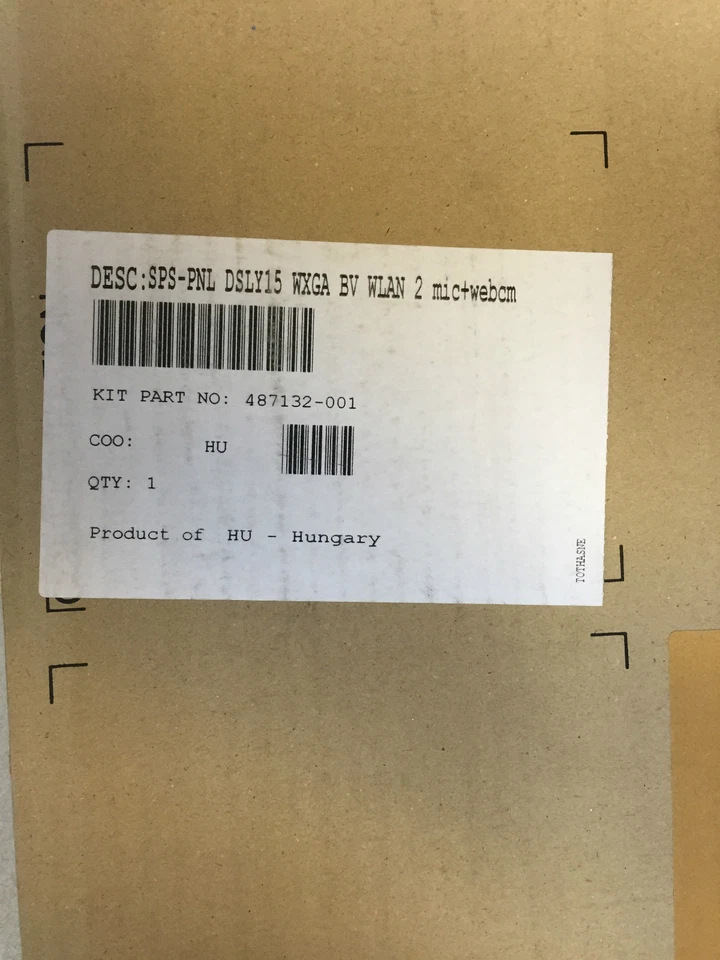 DESC:SPS-PNL DSLY15 WXGA BV WLAN 2 mic+webcm
KIT PART NO: 487132-001
COO: HU
QTY: 1
Product of HU - Hungary
TOTHASNE